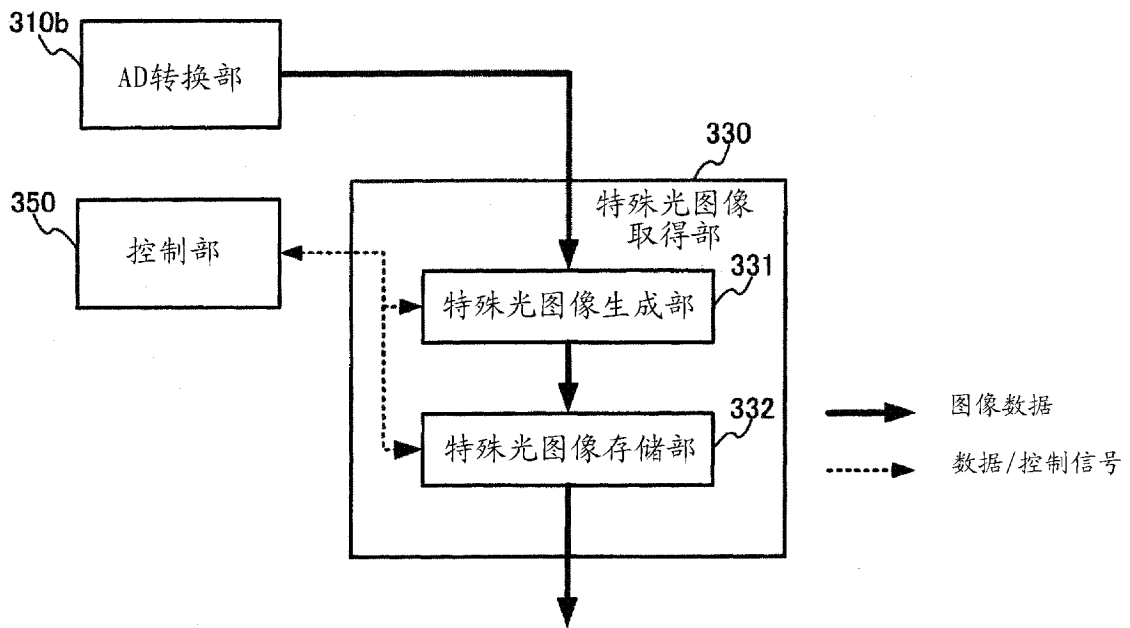 310b
AD转换部
330
特殊光图像
取得部
350
控制部
331
特殊光图像生成部
332
特殊光图像存储部
图像数据
数据/控制信号